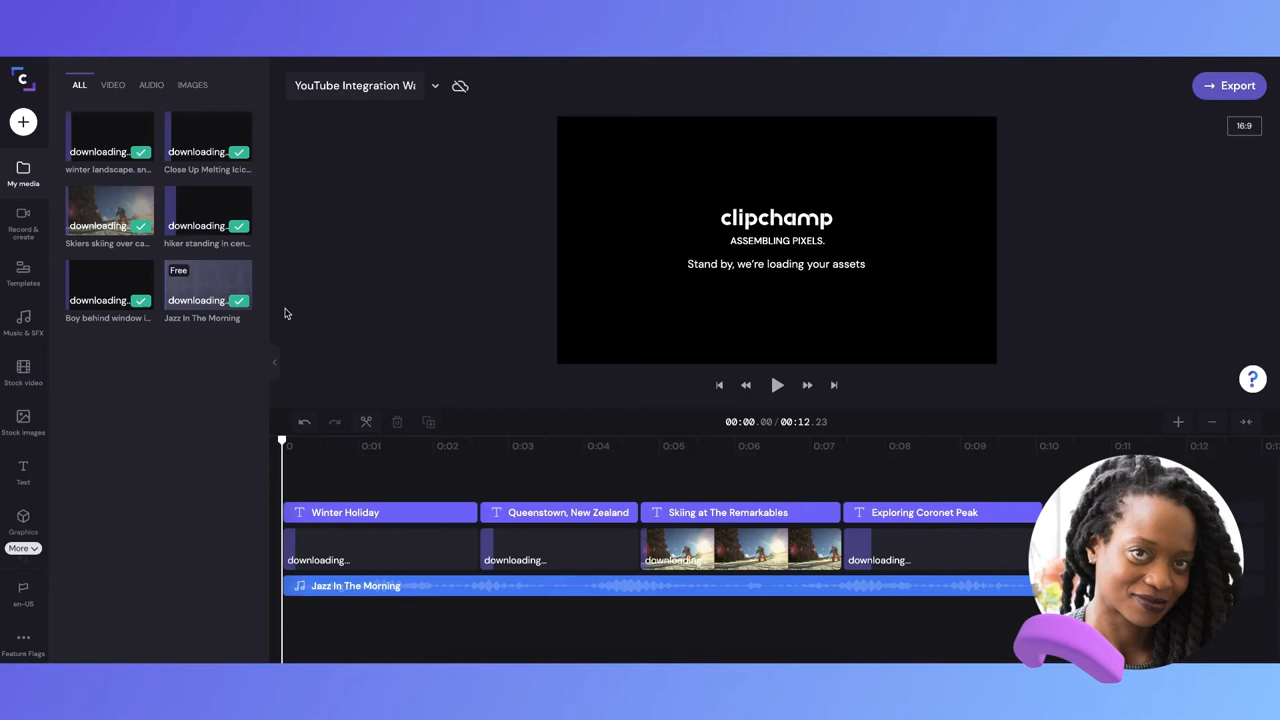 ALL VIDEO AUDIO IMAGES
YouTube Integration Wa
Export
16:9
My media
Record & create
Templates
Music & SFX
Stock video
Stock images
Text
Graphics
More
en-US
Feature Flags
downloading..
winter landscape. sn...
downloading..
Close Up Melting Icic...
downloading..
Skiers skiing over ca...
downloading..
hiker standing in cen...
downloading..
Boy behind window i...
Free
downloading..
Jazz In The Morning
clipchamp
ASSEMBLING PIXELS.
Stand by, we're loading your assets
?
00:00.00 / 00:12.23
0 0:01 0:02 0:03 0:04 0:05 0:06 0:07 0:08 0:09 0:10 0:11 0:12
Winter Holiday
Queenstown, New Zealand
Skiing at The Remarkables
Exploring Coronet Peak
downloading...
downloading...
downloading...
downloading...
Jazz In The Morning